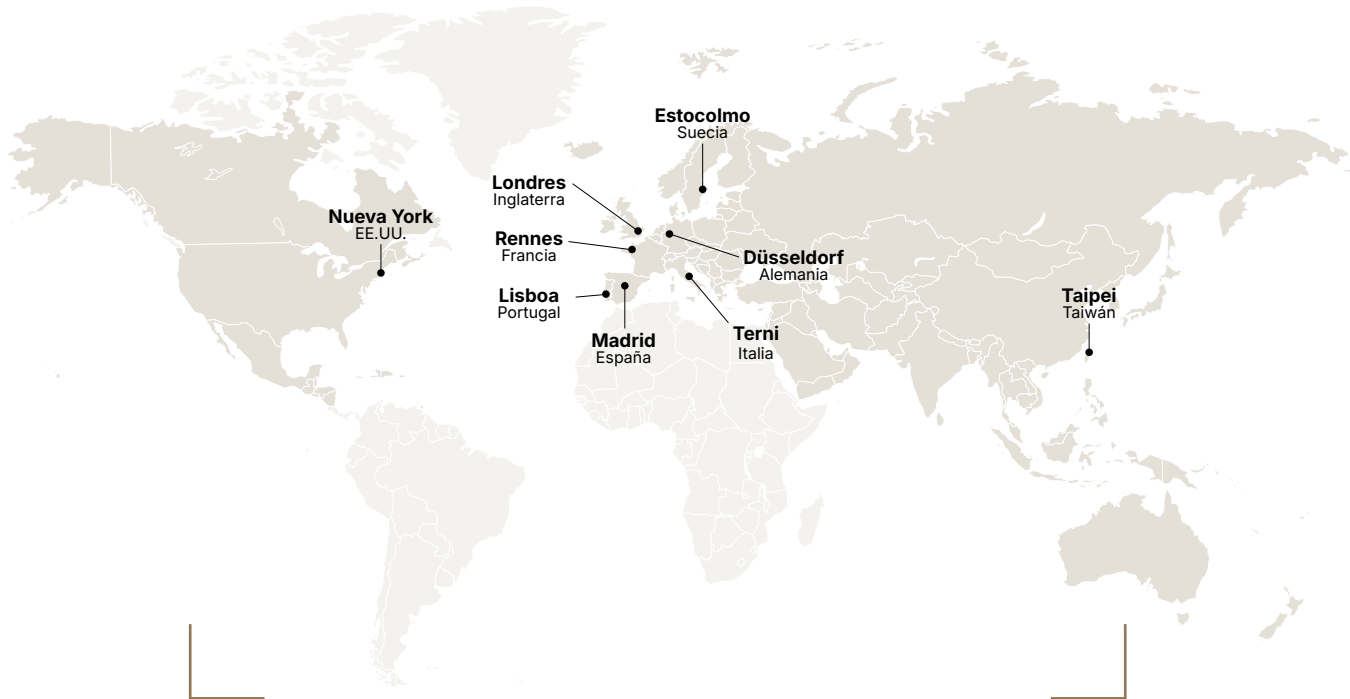 Estocolmo
Suecia
Londres
Inglaterra
Nueva York
EE.UU.
Rennes
Francia
Düsseldorf
Alemania
Lisboa
Portugal
Taipei
Taiwán
Madrid
España
Terni
Italia